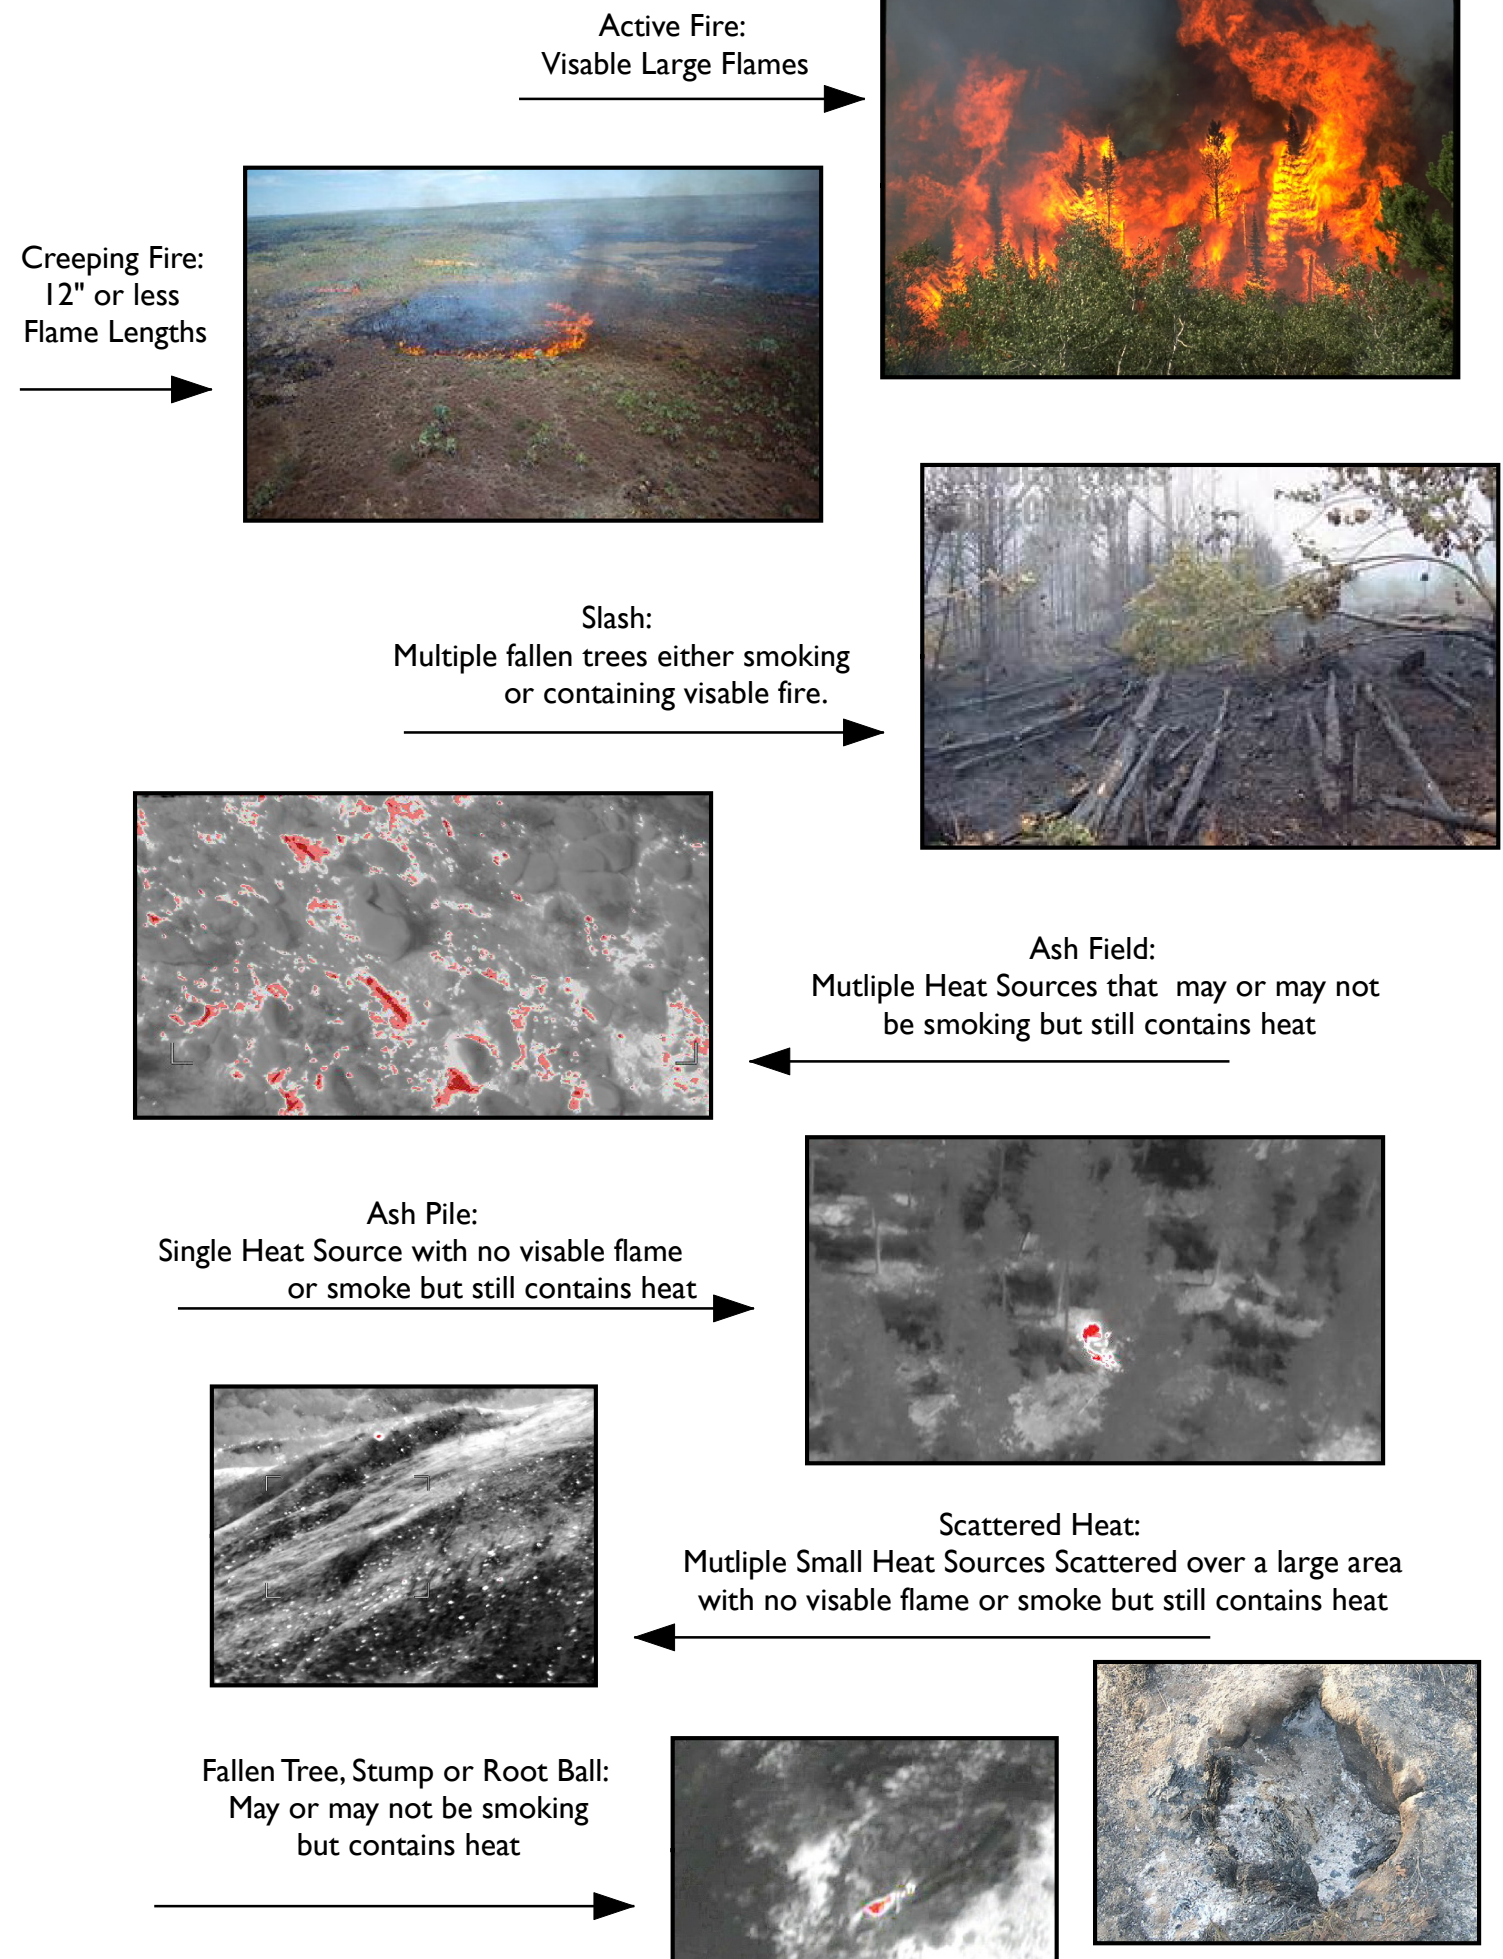 Active Fire:
Visable Large Flames
Creeping Fire:
12" or less
Flame Lengths
Slash:
Multiple fallen trees either smoking
or containing visable fire.
Ash Field:
Mutliple Heat Sources that may or may not
be smoking but still contains heat
Ash Pile:
Single Heat Source with no visable flame
or smoke but still contains heat
Scattered Heat:
Mutliple Small Heat Sources Scattered over a large area
with no visable flame or smoke but still contains heat
Fallen Tree, Stump or Root Ball:
May or may not be smoking
but contains heat